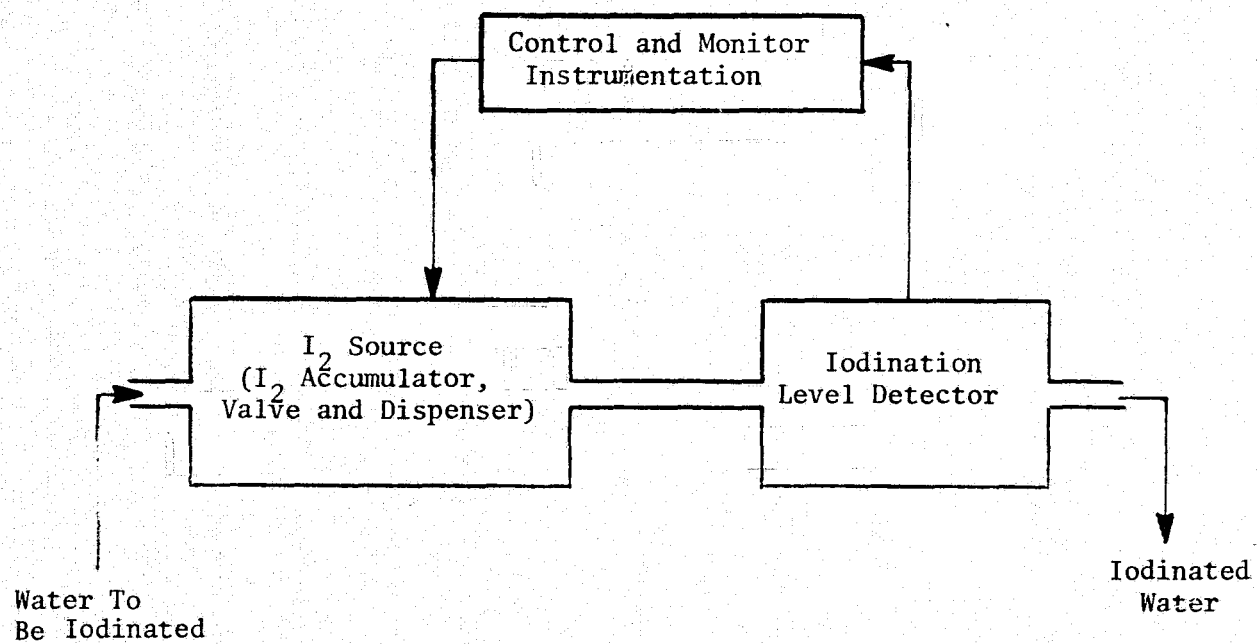 Control and Monitor
Instrumentation
I₂ Source
(I₂ Accumulator,
Valve and Dispenser)
Iodination
Level Detector
Water To
Be Iodinated
Iodinated
Water